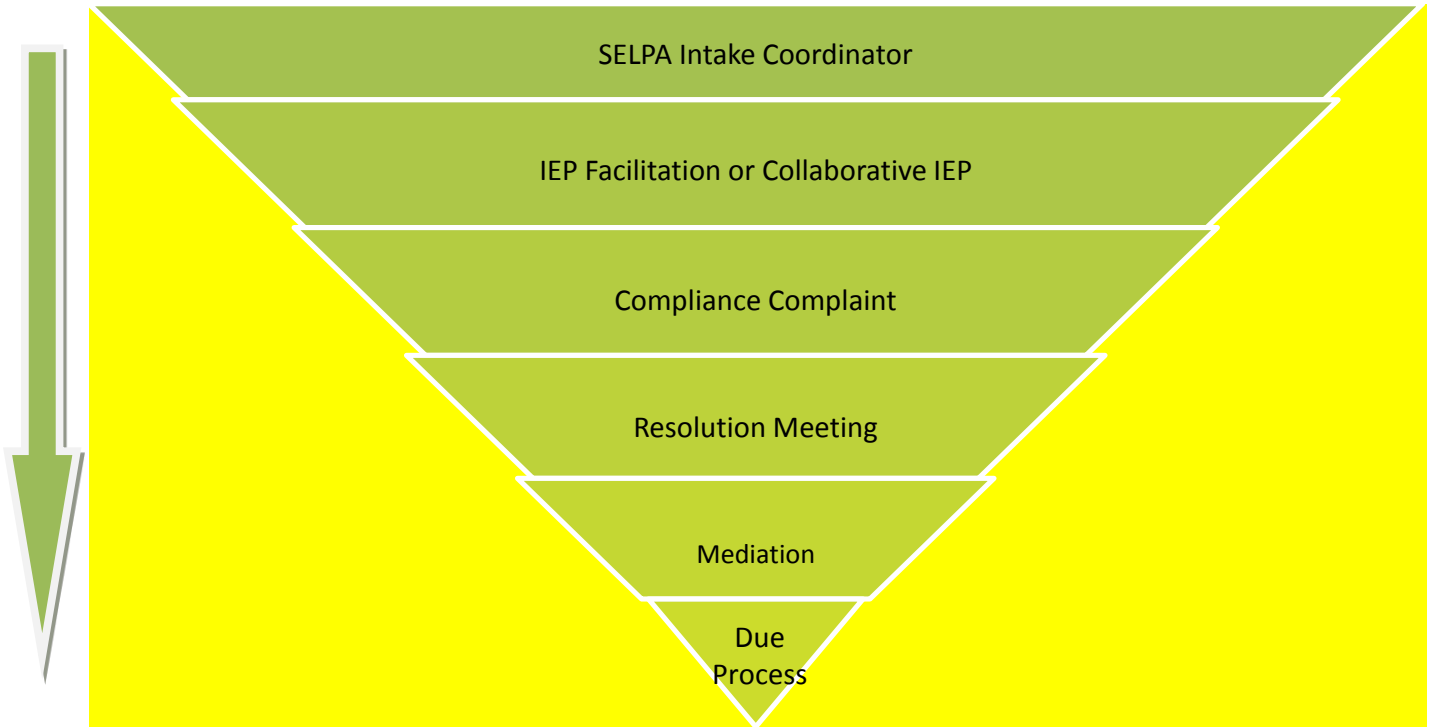 SELPA Intake Coordinator
IEP Facilitation or Collaborative IEP
Compliance Complaint
Resolution Meeting
Mediation
Due
Process